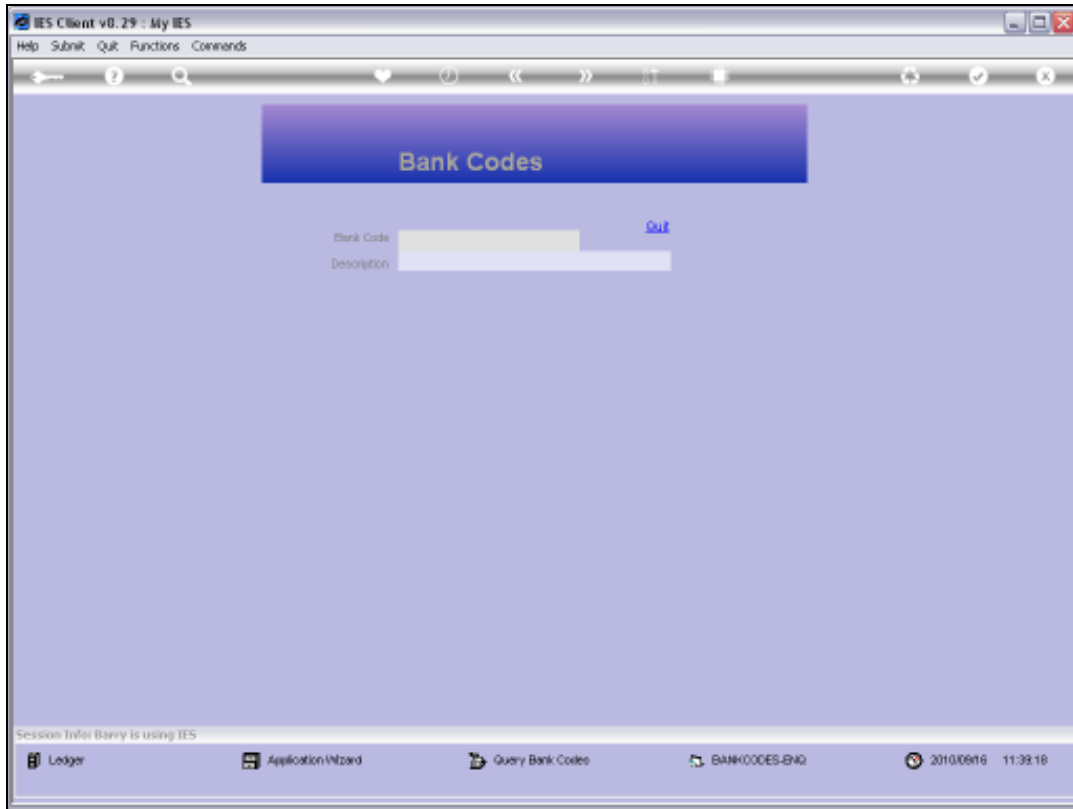 IES Client v8.29 : My IES
Help Submit Quit Functions Commands
Bank Codes
Quit
Bank Code
Description
Session Info: Barry is using IES
Ledger
Application Wizard
Query Bank Codes
BANKCODES-ENQ
2010/09/16 11:39:18